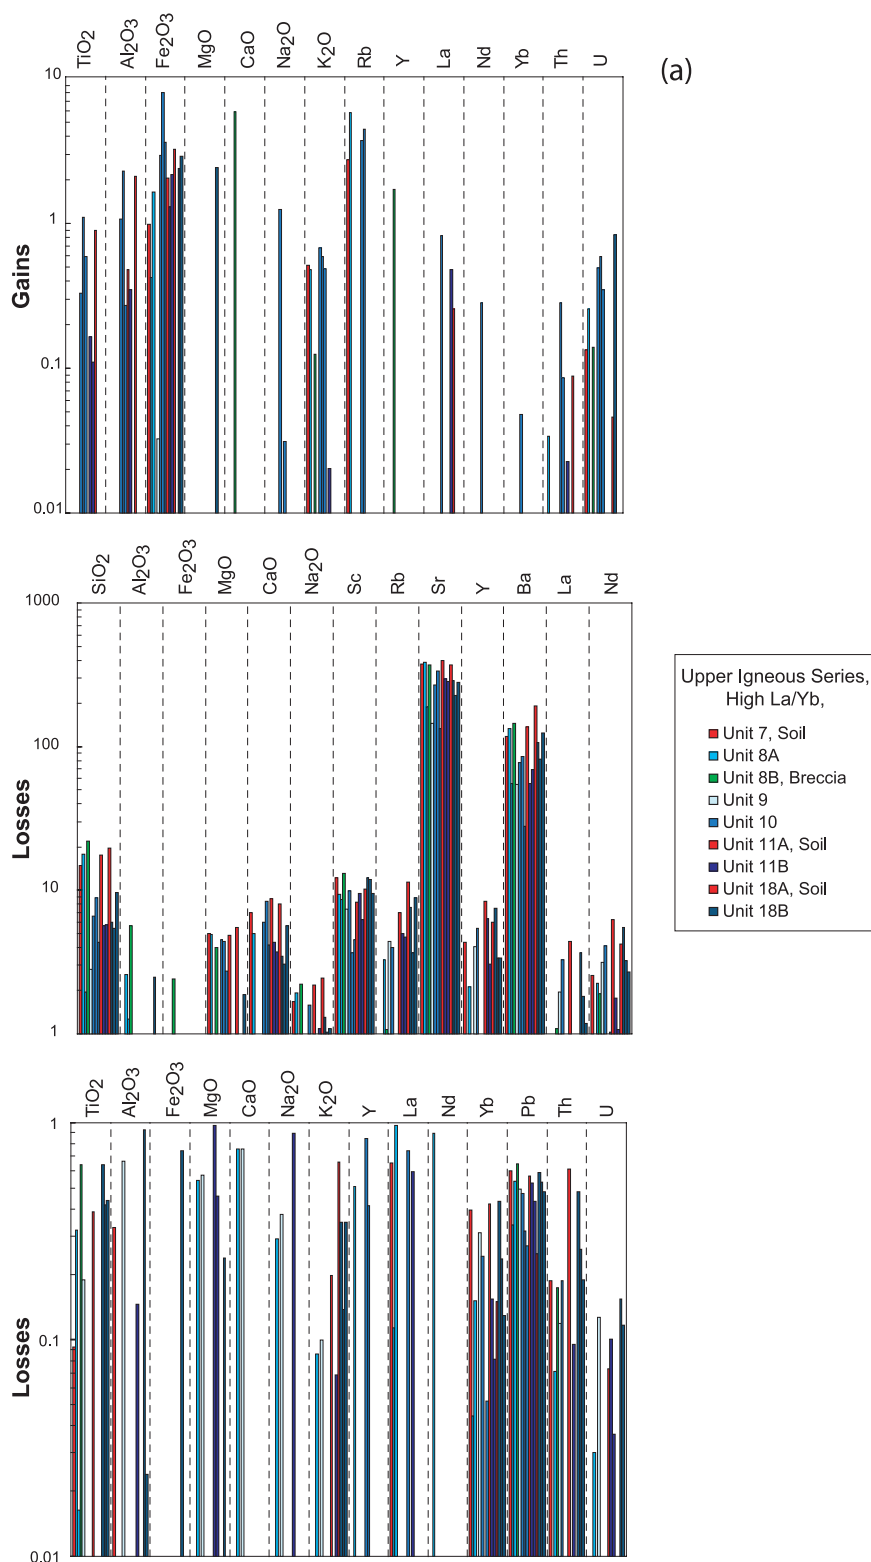 (a)
TiO2 Al2O3 Fe2O3 MgO CaO Na2O K2O Rb Y La Nd Yb Th U
10
1
0.1
0.01
Gains
SiO2 Al2O3 Fe2O3 MgO CaO Na2O Sc Rb Sr Y Ba La Nd
1000
100
10
1
Losses
Upper Igneous Series,
High La/Yb,
Unit 7, Soil
Unit 8A
Unit 8B, Breccia
Unit 9
Unit 10
Unit 11A, Soil
Unit 11B
Unit 18A, Soil
Unit 18B
TiO2 Al2O3 Fe2O3 MgO CaO Na2O K2O Y La Nd Yb Pb Th U
1
0.1
0.01
Losses